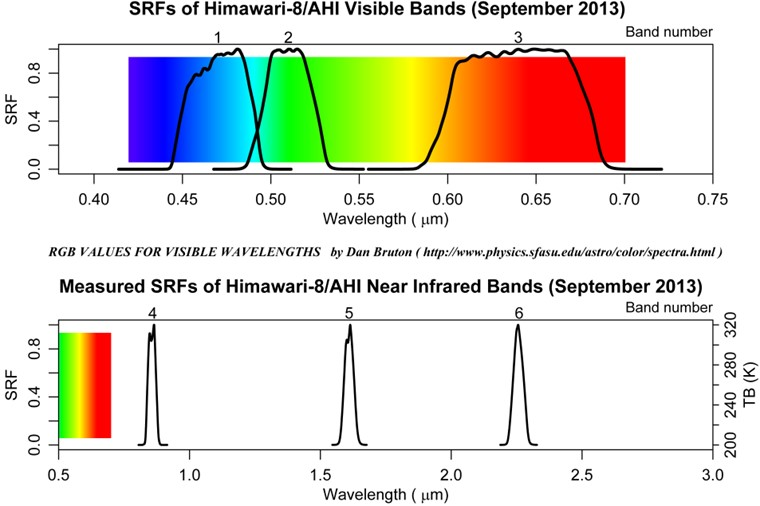 SRFs of Himawari-8/AHI Visible Bands (September 2013)
Band number
1 2 3
SRF
0.0 0.4 0.8
0.40 0.45 0.50 0.55 0.60 0.65 0.70 0.75
Wavelength ( μm)
RGB VALUES FOR VISIBLE WAVELENGTHS by Dan Bruton ( http://www.physics.sfasu.edu/astro/color/spectra.html )
Measured SRFs of Himawari-8/AHI Near Infrared Bands (September 2013)
Band number
4 5 6
SRF
0.0 0.4 0.8
200 240 280 320
TB (K)
0.5 1.0 1.5 2.0 2.5 3.0
Wavelength ( μm)